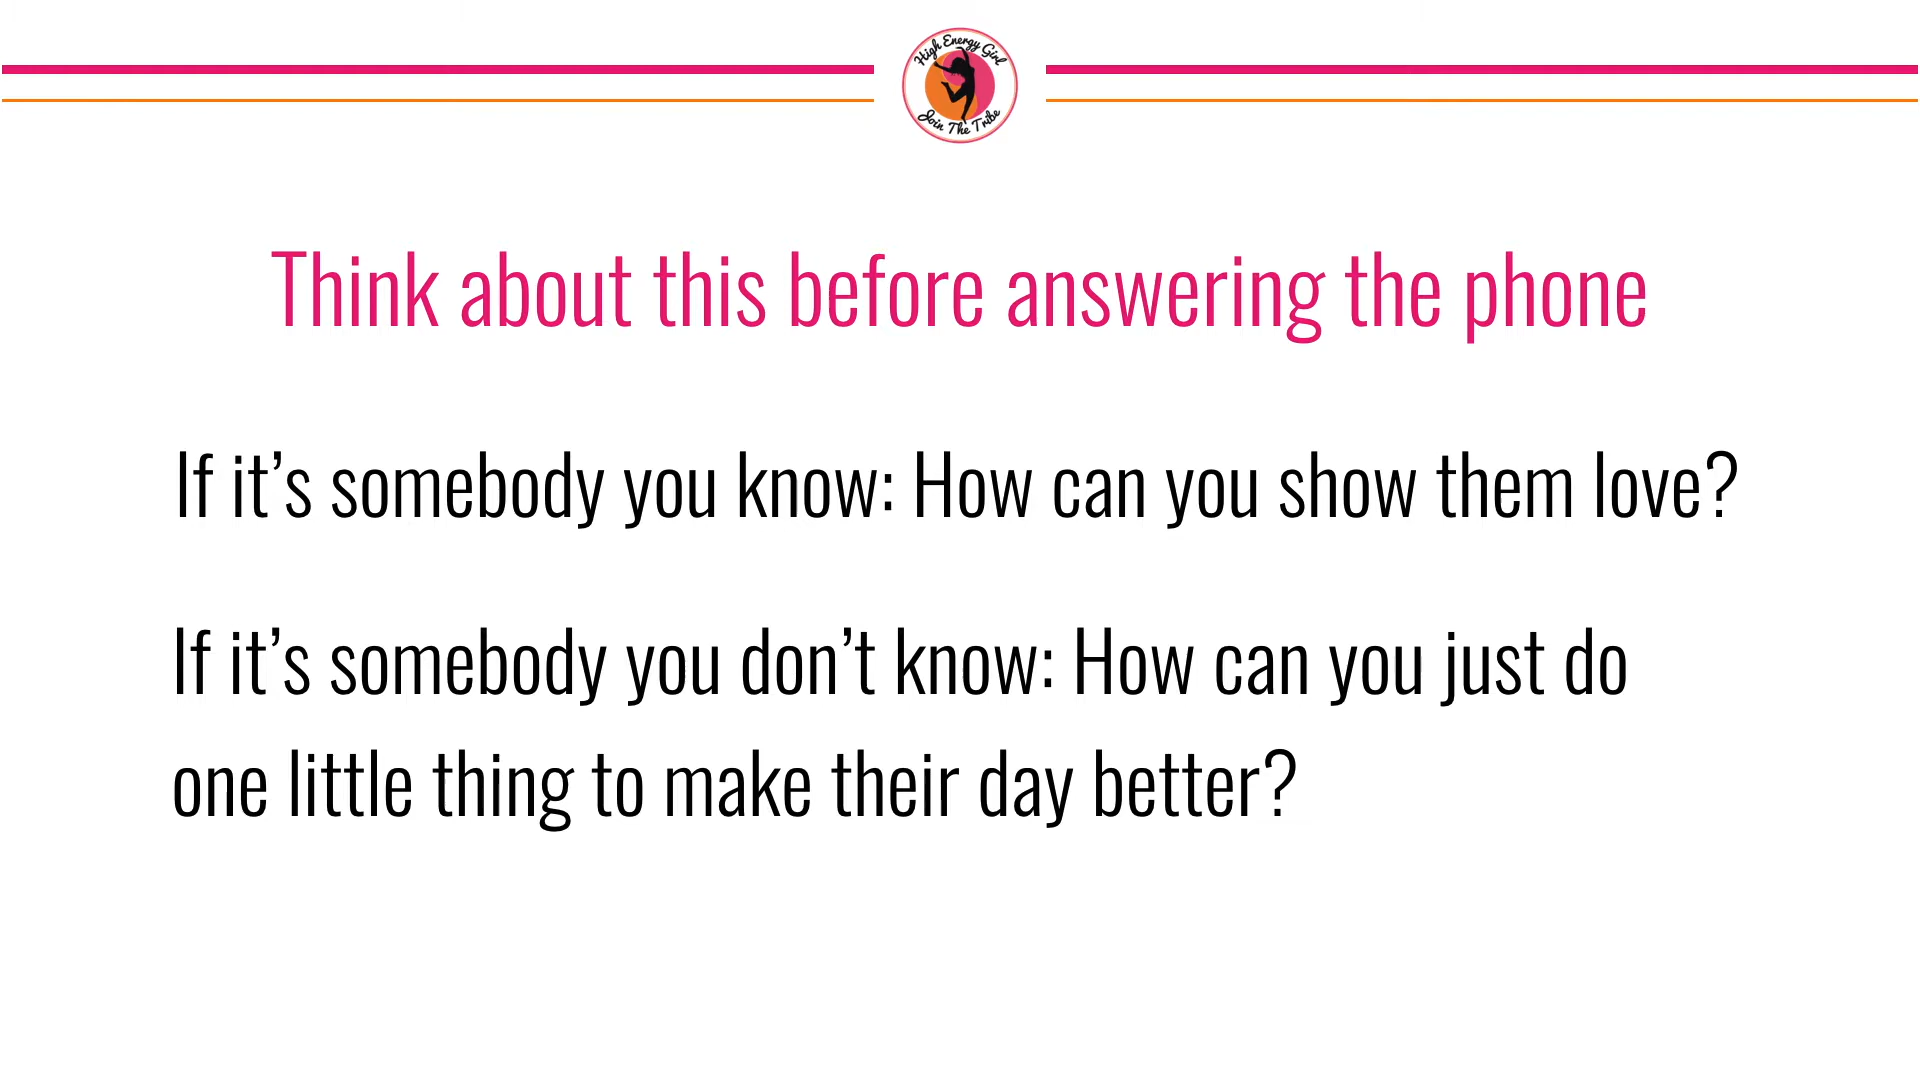 High Energy Girl
Join The Tribe
Think about this before answering the phone
If it’s somebody you know: How can you show them love?
If it’s somebody you don’t know: How can you just do
one little thing to make their day better?